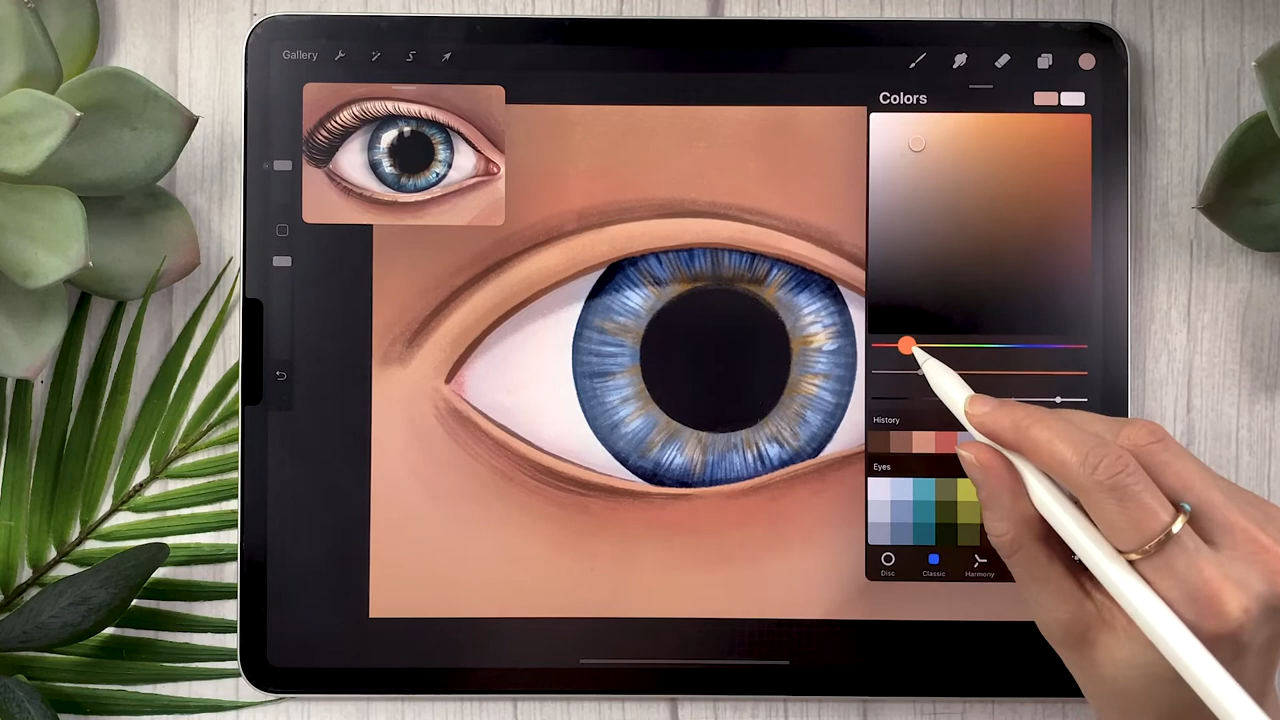 Gallery
Colors
History
Eyes
Disc
Classic
Harmony